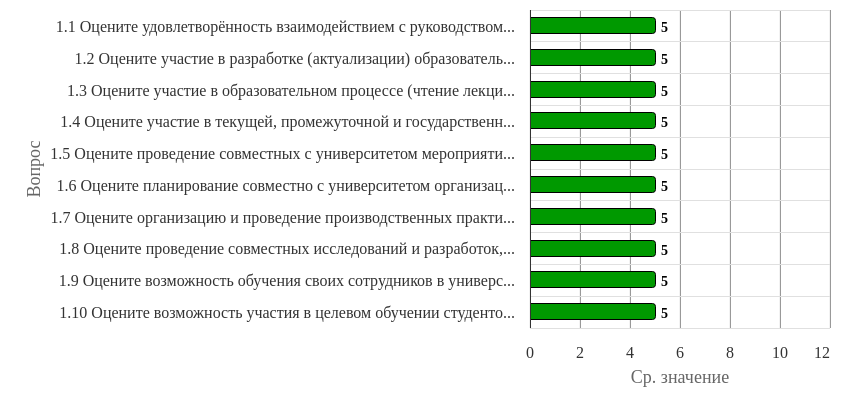 1.1 Оцените удовлетворённость взаимодействием с руководством... 5
1.2 Оцените участие в разработке (актуализации) образователь... 5
1.3 Оцените участие в образовательном процессе (чтение лекци... 5
1.4 Оцените участие в текущей, промежуточной и государственн... 5
1.5 Оцените проведение совместных с университетом мероприяти... 5
1.6 Оцените планирование совместно с университетом организац... 5
1.7 Оцените организацию и проведение производственных практи... 5
1.8 Оцените проведение совместных исследований и разработок,... 5
1.9 Оцените возможность обучения своих сотрудников в универс... 5
1.10 Оцените возможность участия в целевом обучении студенто... 5
Вопрос
0 2 4 6 8 10 12
Ср. значение